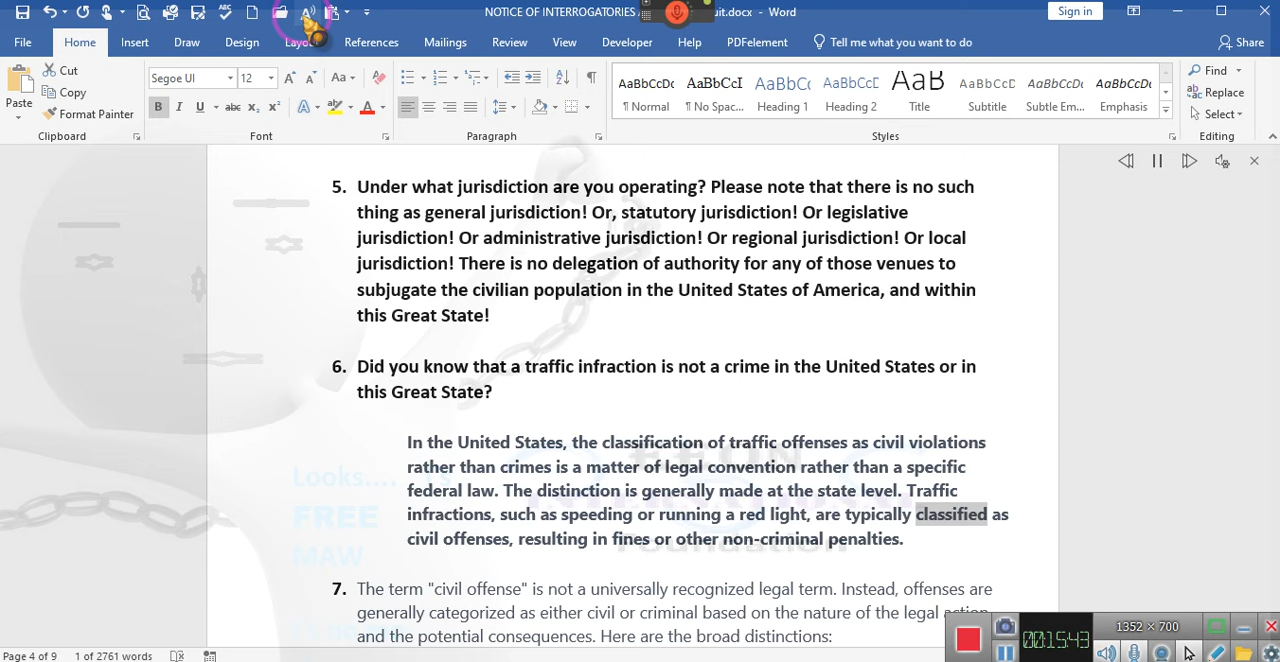 NOTICE OF INTERROGATORIES uit.docx - Word
Sign in
File Home Insert Draw Design Layout References Mailings Review View Developer Help PDFelement Tell me what you want to do Share
Paste
Cut
Copy
Format Painter
Segoe UI 12
Aa
B I U abc X₂ X²
AaBbCcDc AaBbCcI AaBbCcD AaBbCcD AaB AaBbCcD AaBbCcDc AaBbCcDc
¶ Normal ¶ No Spac... Heading 1 Heading 2 Title Subtitle Subtle Em... Emphasis
Find
Replace
Select
Clipboard Font Paragraph Styles Editing
5. Under what jurisdiction are you operating? Please note that there is no such
thing as general jurisdiction! Or, statutory jurisdiction! Or legislative
jurisdiction! Or administrative jurisdiction! Or regional jurisdiction! Or local
jurisdiction! There is no delegation of authority for any of those venues to
subjugate the civilian population in the United States of America, and within
this Great State!
6. Did you know that a traffic infraction is not a crime in the United States or in
this Great State?
In the United States, the classification of traffic offenses as civil violations
rather than crimes is a matter of legal convention rather than a specific
federal law. The distinction is generally made at the state level. Traffic
infractions, such as speeding or running a red light, are typically classified as
civil offenses, resulting in fines or other non-criminal penalties.
Looks....
FREE
MAW
Foundation
7. The term "civil offense" is not a universally recognized legal term. Instead, offenses are
generally categorized as either civil or criminal based on the nature of the legal action
and the potential consequences. Here are the broad distinctions:
1352 × 700
00:15:43
Page 4 of 9 1 of 2761 words